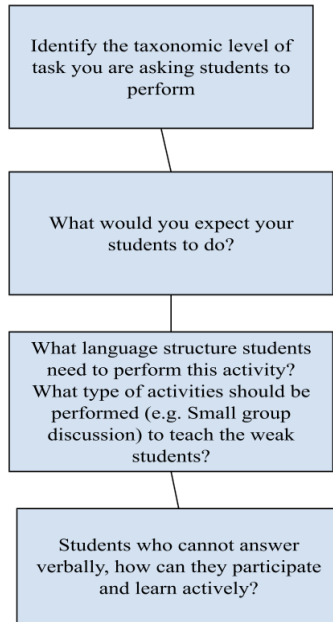 Identify the taxonomic level of
task you are asking students to
perform
What would you expect your
students to do?
What language structure students
need to perform this activity?
What type of activities should be
performed (e.g. Small group
discussion) to teach the weak
students?
Students who cannot answer
verbally, how can they participate
and learn actively?